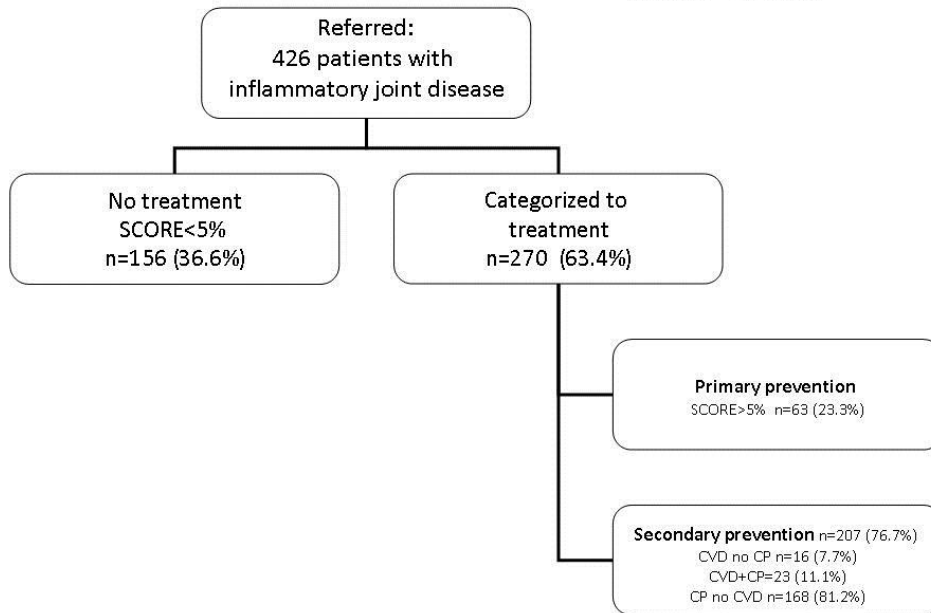 Referred:
426 patients with
inflammatory joint disease
No treatment
SCORE<5%
n=156 (36.6%)
Categorized to
treatment
n=270 (63.4%)
Primary prevention
SCORE>5% n=63 (23.3%)
Secondary prevention n=207 (76.7%)
CVD no CP n=16 (7.7%)
CVD+CP=23 (11.1%)
CP no CVD n=168 (81.2%)